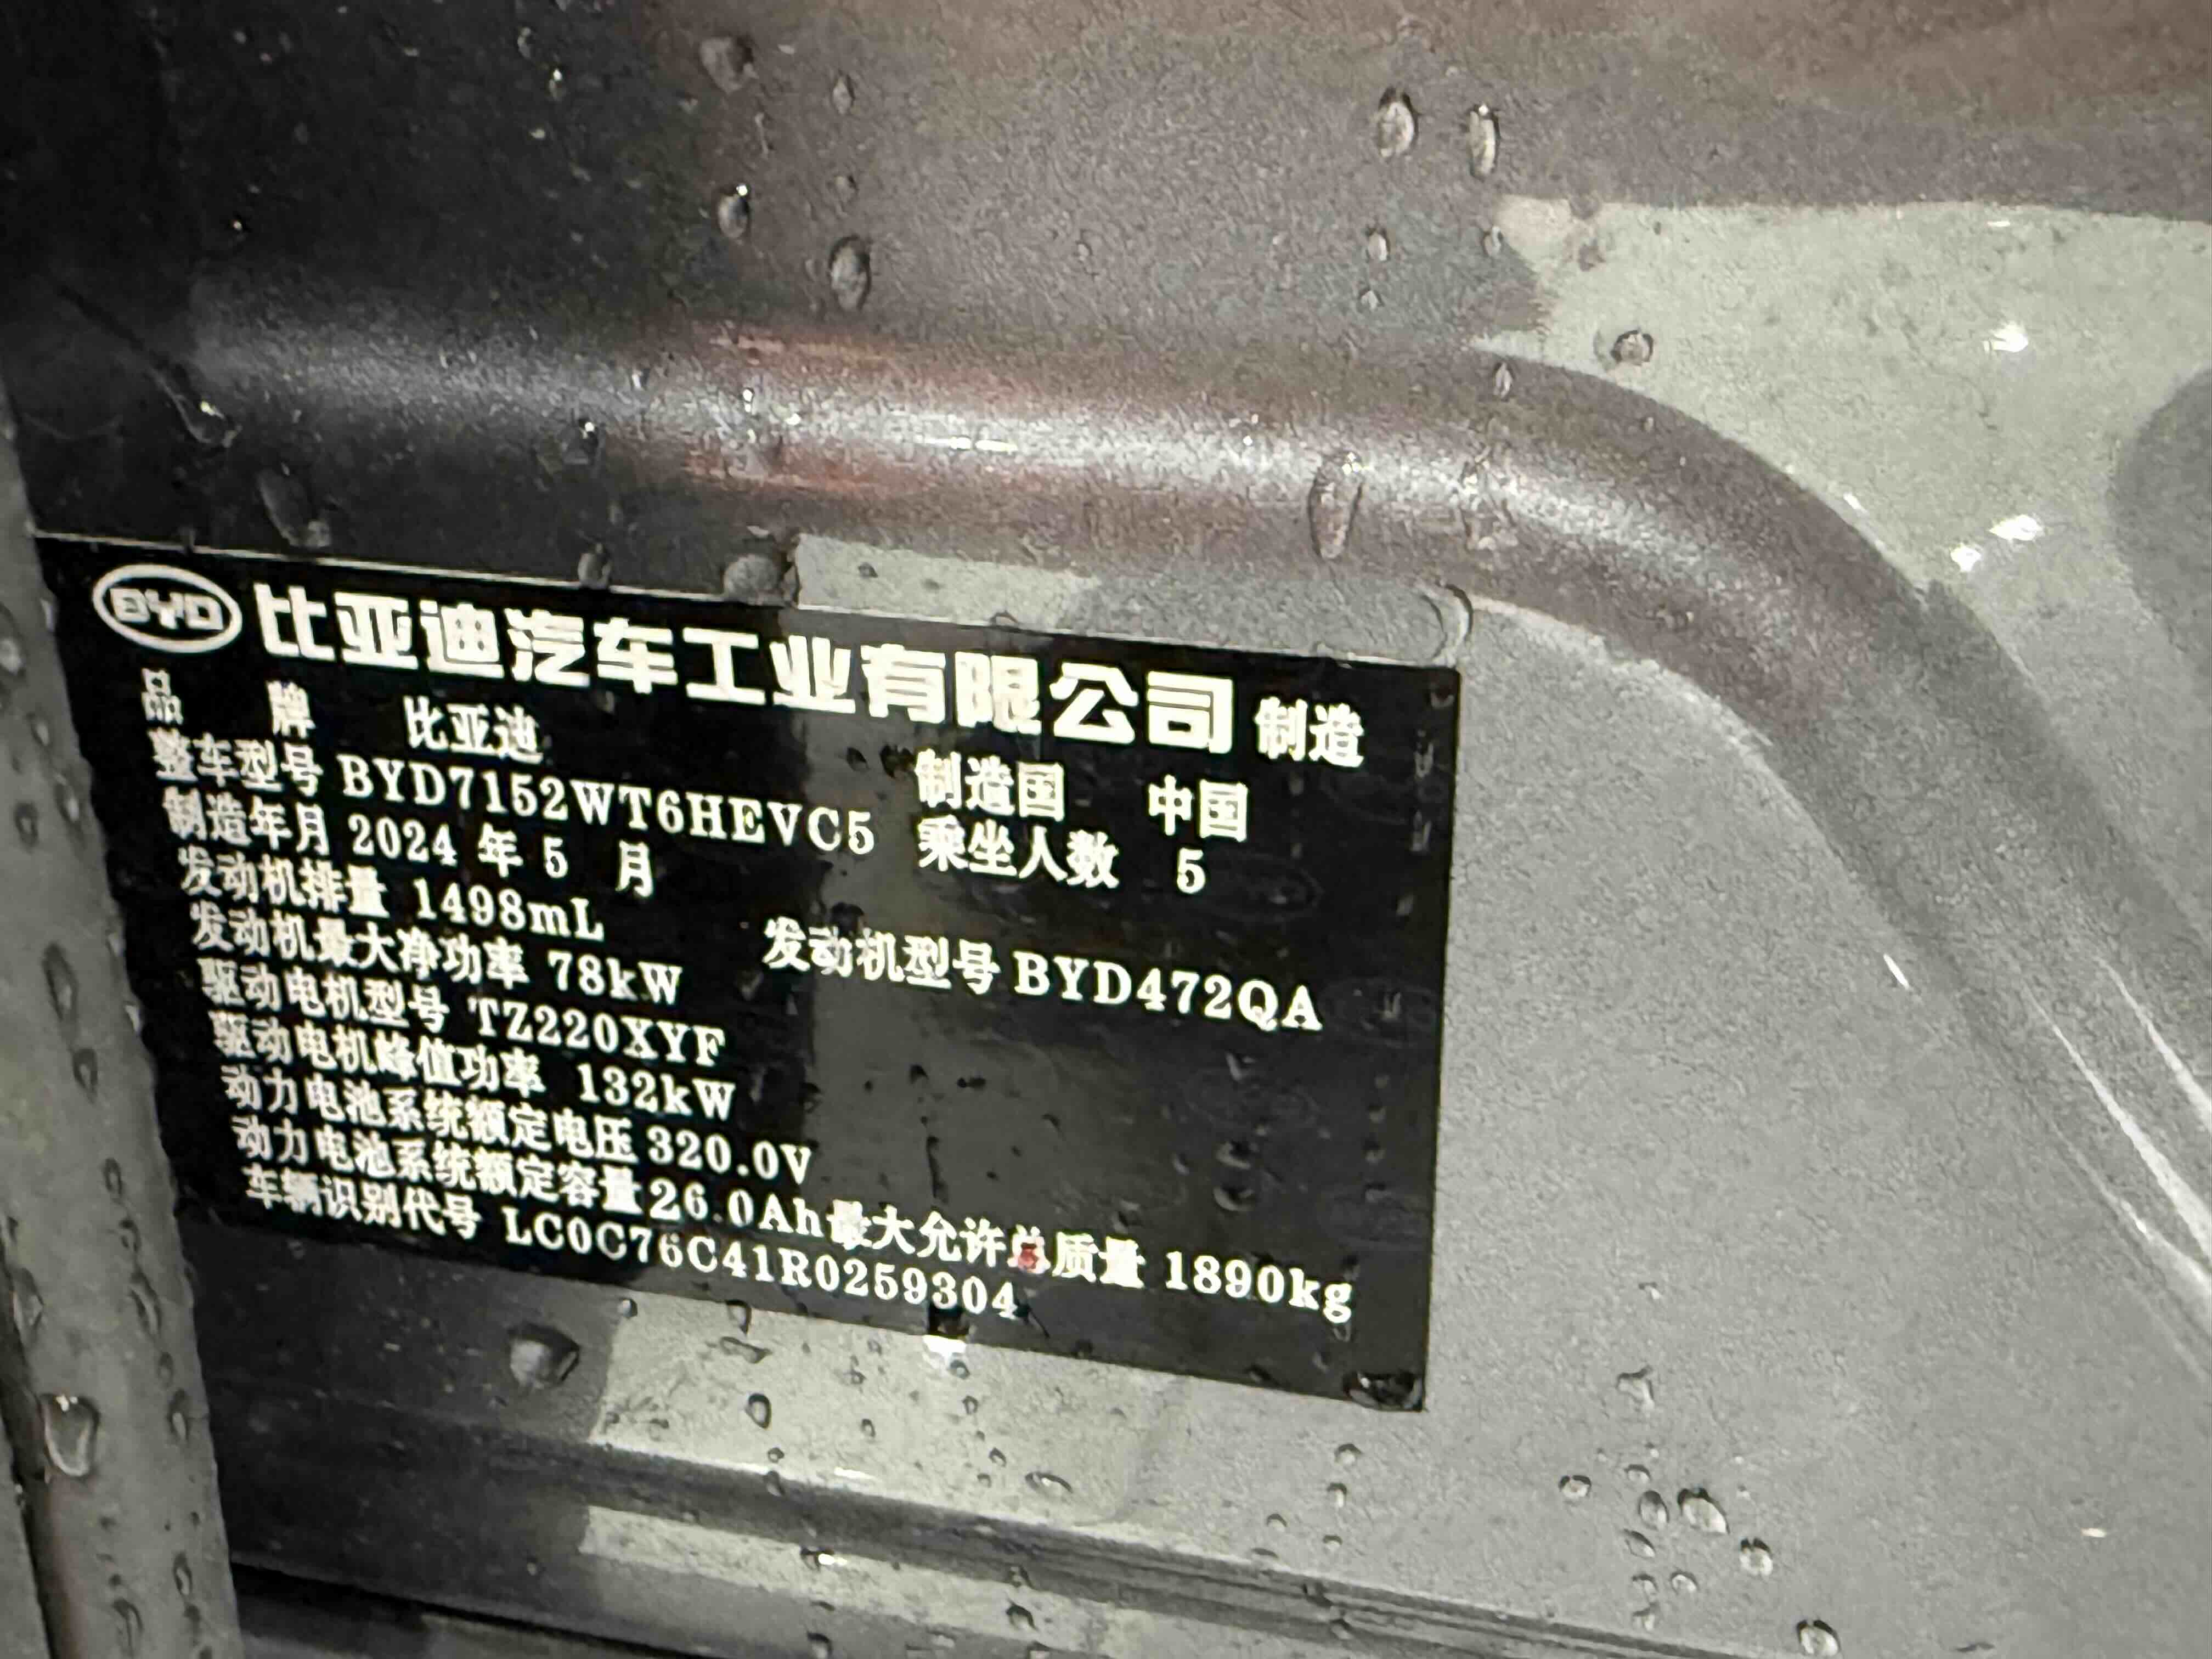 BYD 比亚迪汽车工业有限公司 制造
品 牌 比亚迪 制造国 中国
整车型号 BYD7152WT6HEVC5 乘坐人数 5
制造年月 2024 年 5 月
发动机排量 1498mL 发动机型号 BYD472QA
发动机最大净功率 78kW
驱动电机型号 TZ220XYF
驱动电机峰值功率 132kW
动力电池系统额定电压 320.0V
动力电池系统额定容量 26.0Ah 最大允许总质量 1890kg
车辆识别代号 LC0C76C41R0259304